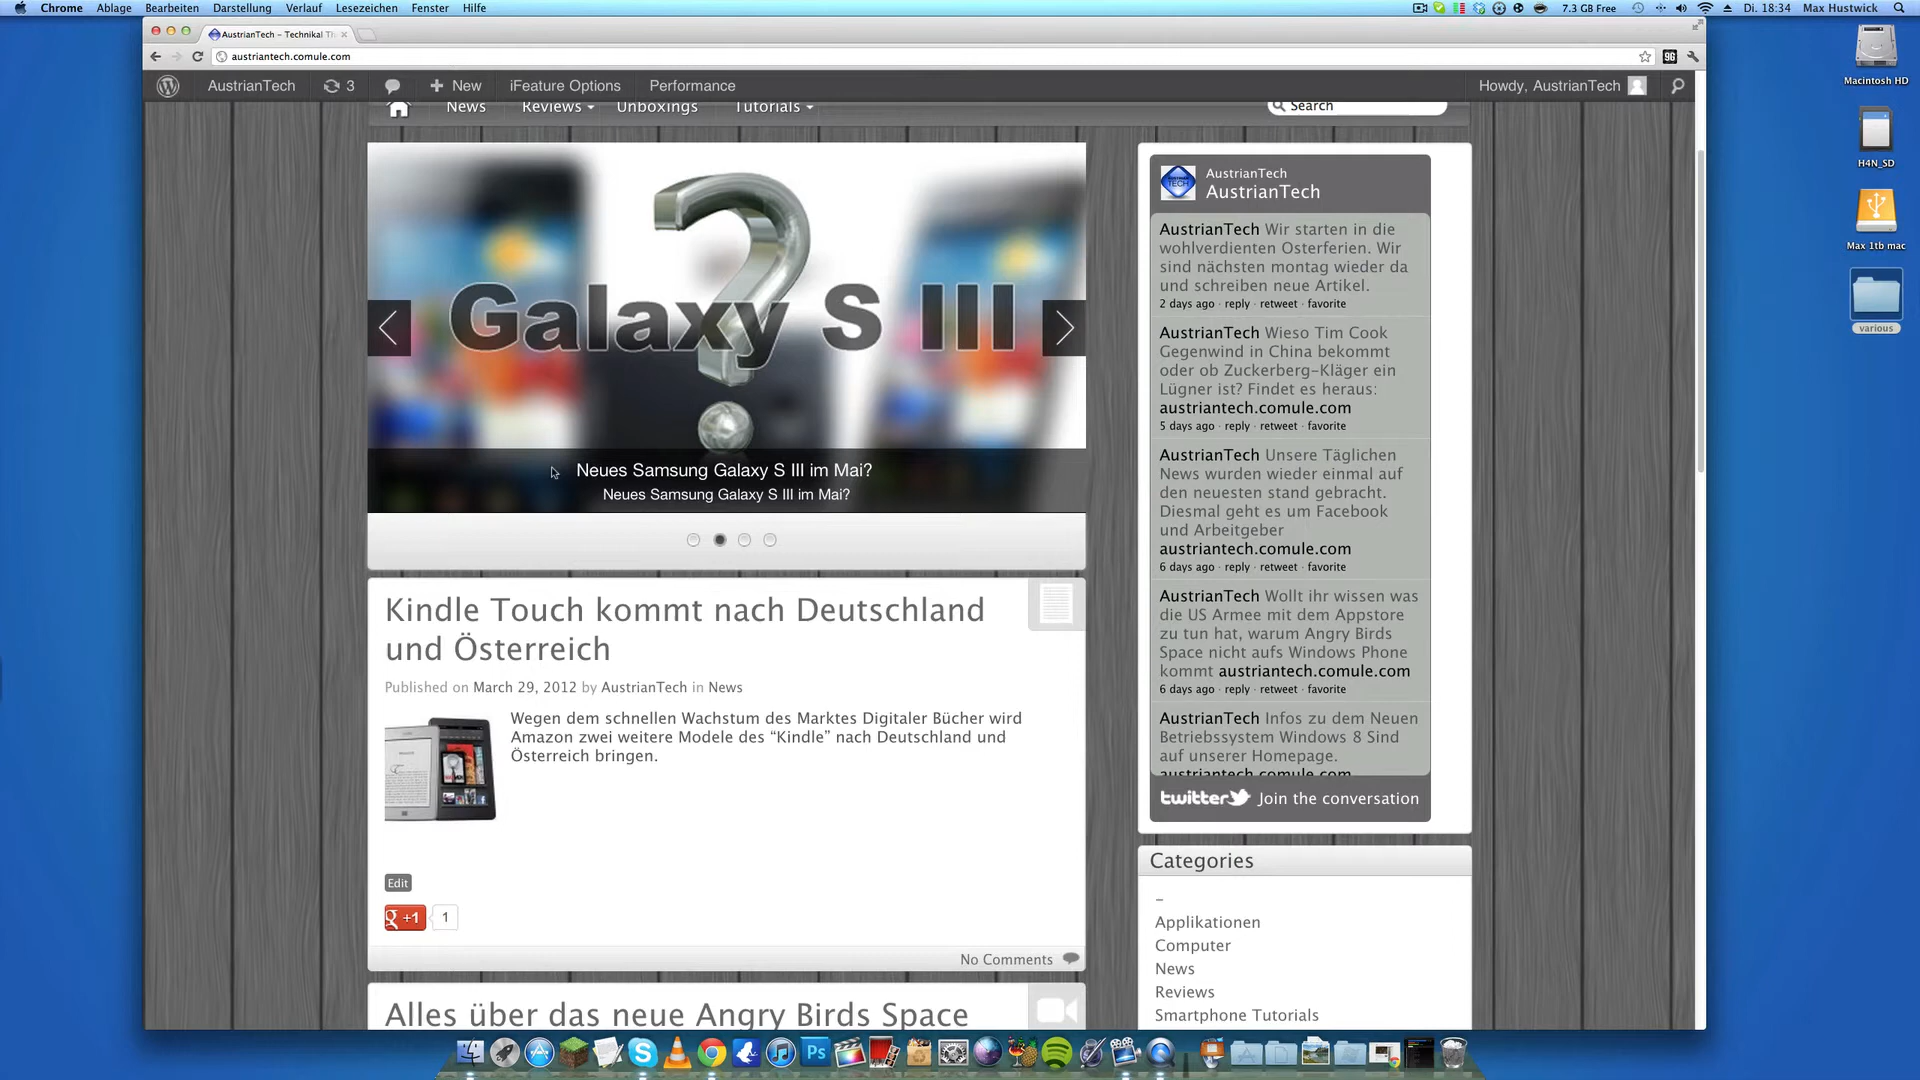 Chrome Ablage Bearbeiten Darstellung Verlauf Lesezeichen Fenster Hilfe
7.3 GB Free Di. 18:34 Max Hustwick
AustrianTech – Technikal Th
austriantech.comule.com
AustrianTech 3 New iFeature Options Performance Howdy, AustrianTech
News Reviews Unboxings Tutorials Search
Macintosh HD
H4N_SD
Max 1tb mac
various
?
Galaxy S III
Neues Samsung Galaxy S III im Mai?
Neues Samsung Galaxy S III im Mai?
Kindle Touch kommt nach Deutschland
und Österreich
Published on March 29, 2012 by AustrianTech in News
Wegen dem schnellen Wachstum des Marktes Digitaler Bücher wird
Amazon zwei weitere Modele des “Kindle” nach Deutschland und
Österreich bringen.
Edit
g +1 1
No Comments
Alles über das neue Angry Birds Space
TECH
AustrianTech
AustrianTech
AustrianTech Wir starten in die
wohlverdienten Osterferien. Wir
sind nächsten montag wieder da
und schreiben neue Artikel.
2 days ago · reply · retweet · favorite
AustrianTech Wieso Tim Cook
Gegenwind in China bekommt
oder ob Zuckerberg-Kläger ein
Lügner ist? Findet es heraus:
austriantech.comule.com
5 days ago · reply · retweet · favorite
AustrianTech Unsere Täglichen
News wurden wieder einmal auf
den neuesten stand gebracht.
Diesmal geht es um Facebook
und Arbeitgeber
austriantech.comule.com
6 days ago · reply · retweet · favorite
AustrianTech Wollt ihr wissen was
die US Armee mit dem Appstore
zu tun hat, warum Angry Birds
Space nicht aufs Windows Phone
kommt austriantech.comule.com
6 days ago · reply · retweet · favorite
AustrianTech Infos zu dem Neuen
Betriebssystem Windows 8 Sind
auf unserer Homepage.
austriantech.comule.com
twitter Join the conversation
Categories
–
Applikationen
Computer
News
Reviews
Smartphone Tutorials
Ps